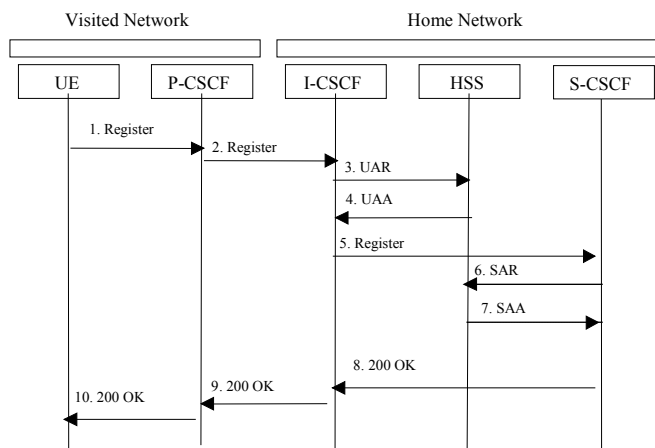 Visited Network
Home Network
UE
P-CSCF
I-CSCF
HSS
S-CSCF
1. Register
2. Register
3. UAR
4. UAA
5. Register
6. SAR
7. SAA
8. 200 OK
9. 200 OK
10. 200 OK